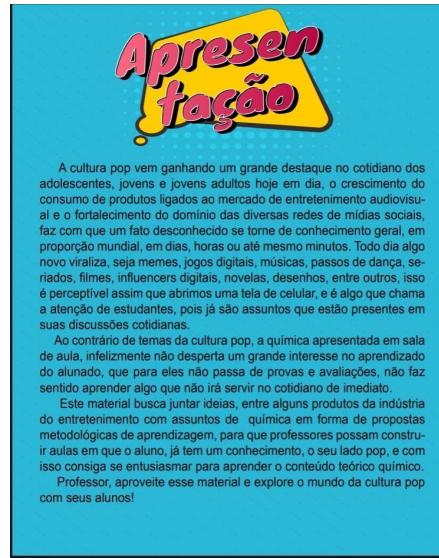 Apresen
tação
A cultura pop vem ganhando um grande destaque no cotidiano dos
adolescentes, jovens e jovens adultos hoje em dia, o crescimento do
consumo de produtos ligados ao mercado de entretenimento audiovisu-
al e o fortalecimento do domínio das diversas redes de mídias sociais,
faz com que um fato desconhecido se torne de conhecimento geral, em
proporção mundial, em dias, horas ou até mesmo minutos. Todo dia algo
novo viraliza, seja memes, jogos digitais, músicas, passos de dança, se-
riados, filmes, influencers digitais, novelas, desenhos, entre outros, isso
é perceptível assim que abrimos uma tela de celular, e é algo que chama
a atenção de estudantes, pois já são assuntos que estão presentes em
suas discussões cotidianas.
Ao contrário de temas da cultura pop, a química apresentada em sala
de aula, infelizmente não desperta um grande interesse no aprendizado
do alunado, que para eles não passa de provas e avaliações, não faz
sentido aprender algo que não irá servir no cotidiano de imediato.
Este material busca juntar ideias, entre alguns produtos da indústria
do entretenimento com assuntos de química em forma de propostas
metodológicas de aprendizagem, para que professores possam constru-
ir aulas em que o aluno, já tem um conhecimento, o seu lado pop, e com
isso consiga se entusiasmar para aprender o conteúdo teórico químico.
Professor, aproveite esse material e explore o mundo da cultura pop
com seus alunos!